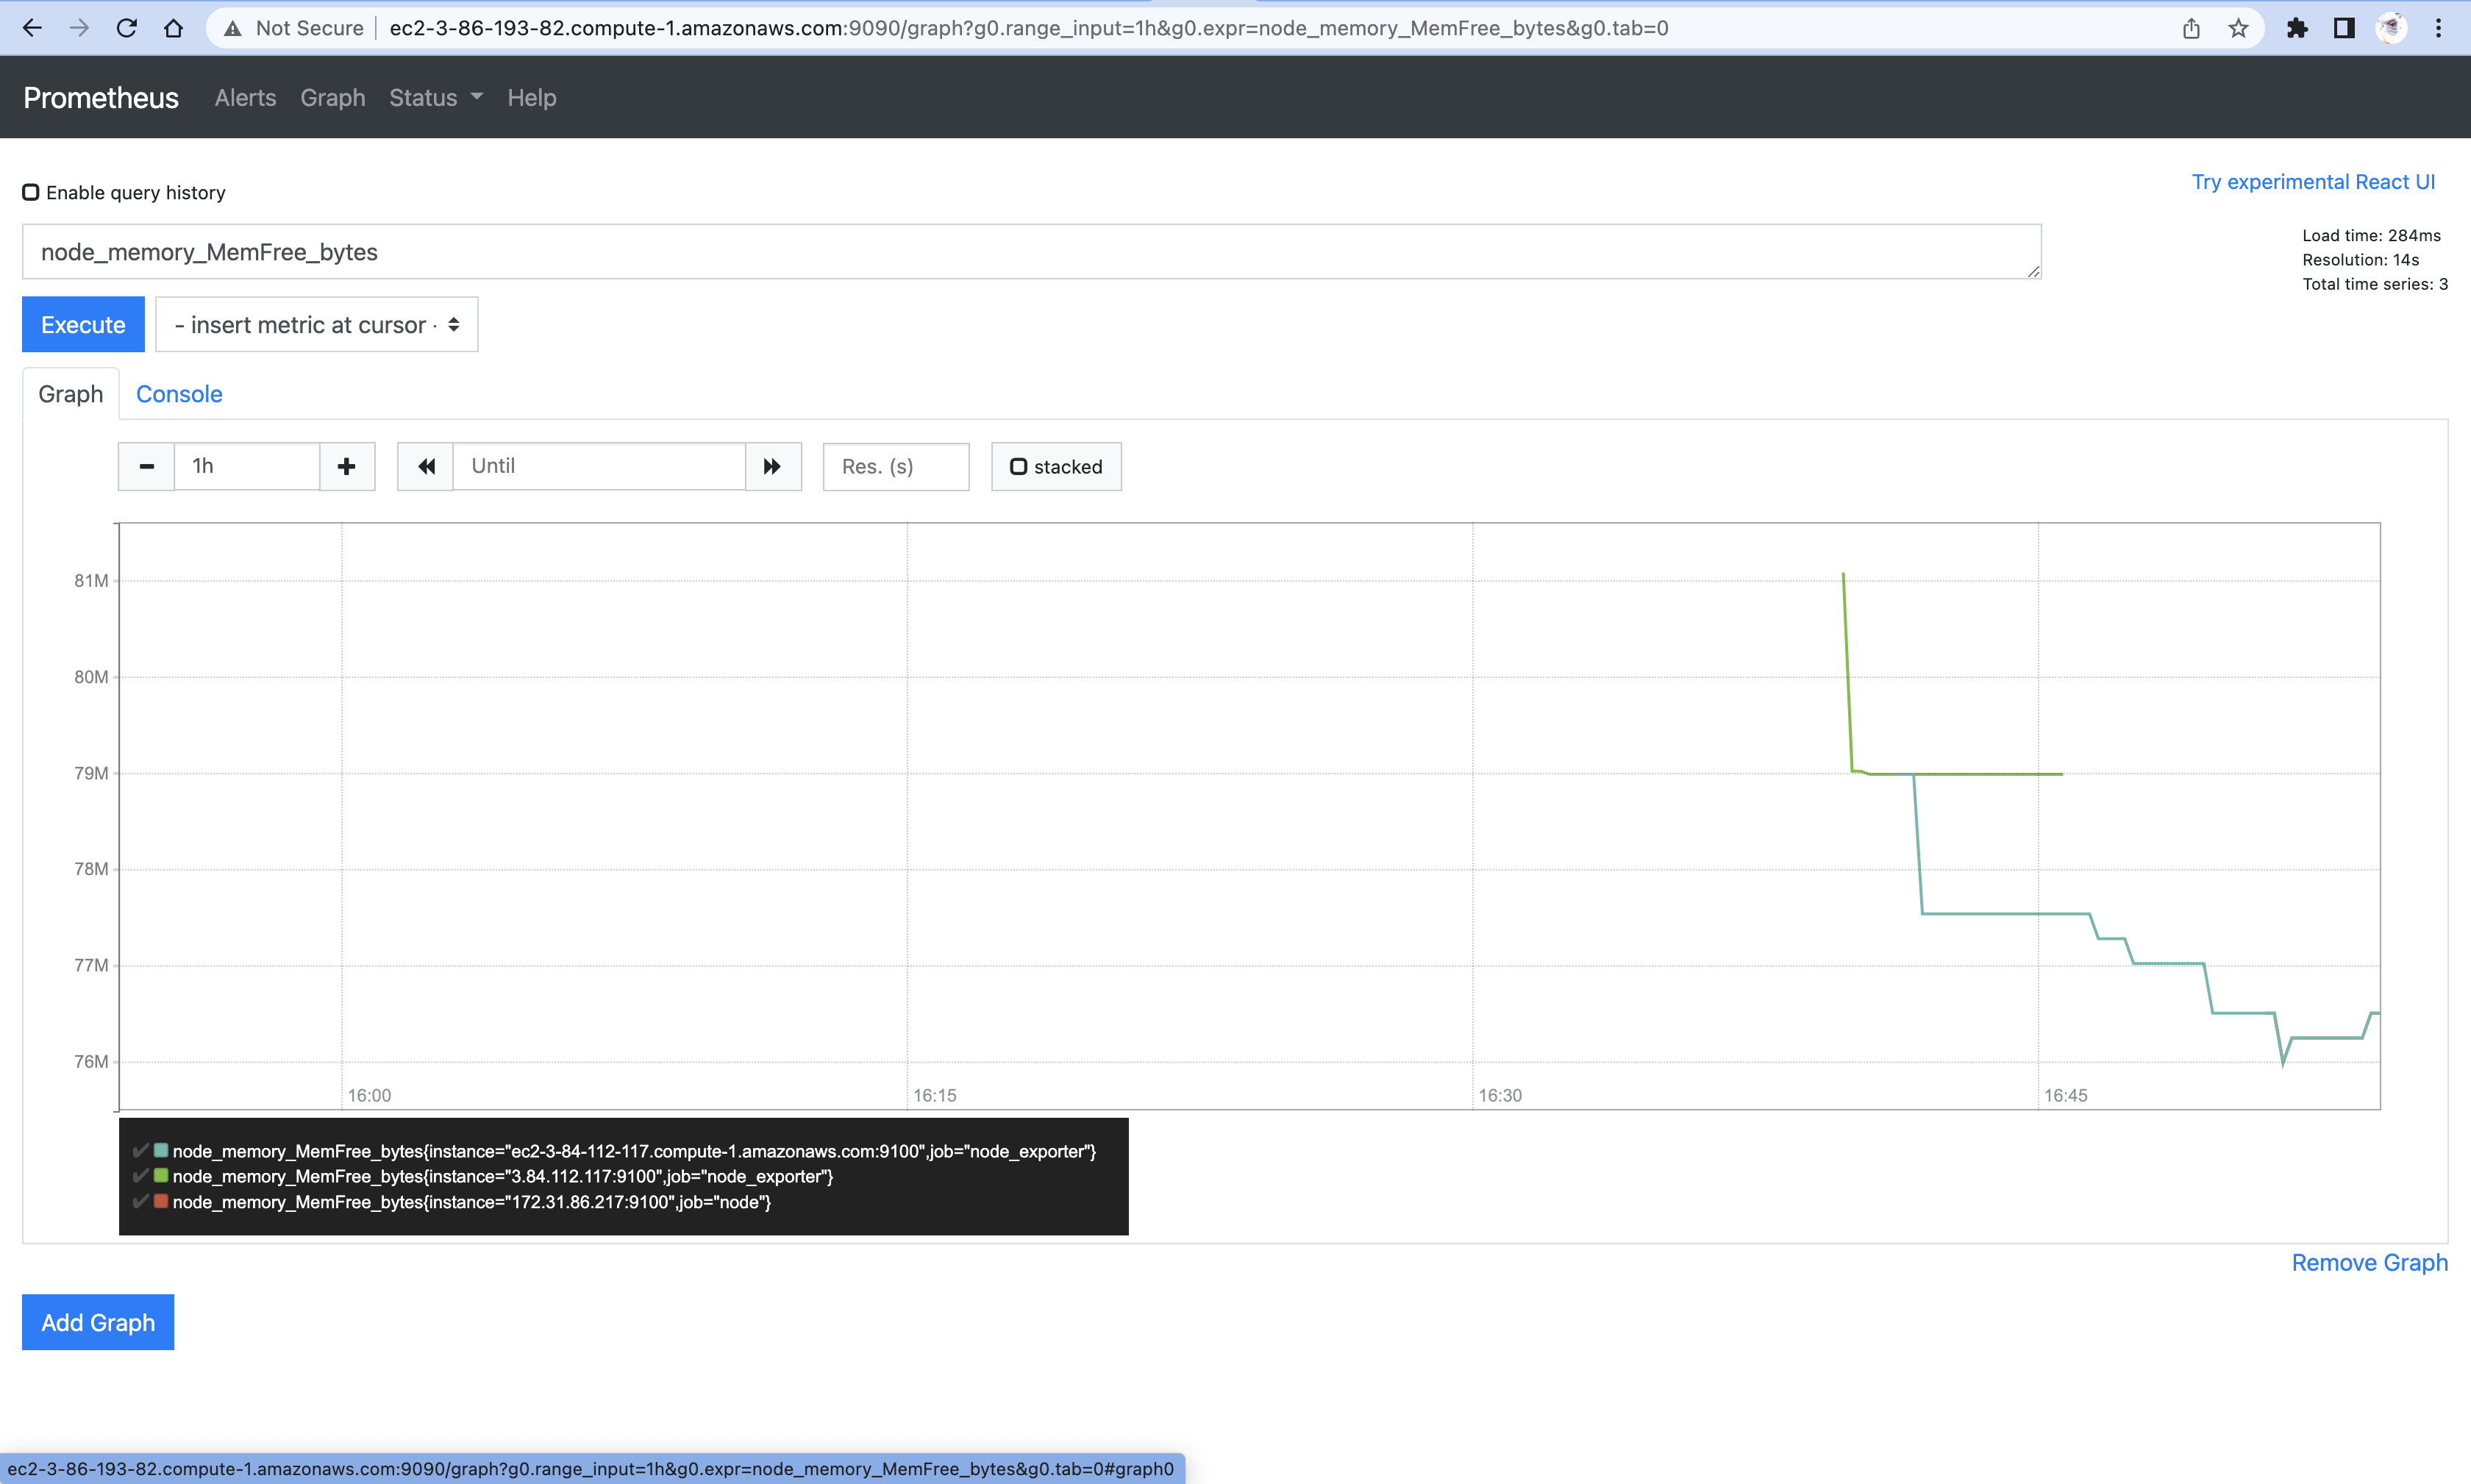 Not Secure ec2-3-86-193-82.compute-1.amazonaws.com:9090/graph?g0.range_input=1h&g0.expr=node_memory_MemFree_bytes&g0.tab=0
Prometheus Alerts Graph Status Help
Try experimental React UI
Enable query history
node_memory_MemFree_bytes
Load time: 284ms
Resolution: 14s
Total time series: 3
Execute - insert metric at cursor ·
Graph Console
1h Until Res. (s) stacked
81M
80M
79M
78M
77M
76M
16:00 16:15 16:30 16:45
node_memory_MemFree_bytes{instance="ec2-3-84-112-117.compute-1.amazonaws.com:9100",job="node_exporter"}
node_memory_MemFree_bytes{instance="3.84.112.117:9100",job="node_exporter"}
node_memory_MemFree_bytes{instance="172.31.86.217:9100",job="node"}
Remove Graph
Add Graph
ec2-3-86-193-82.compute-1.amazonaws.com:9090/graph?g0.range_input=1h&g0.expr=node_memory_MemFree_bytes&g0.tab=0#graph0